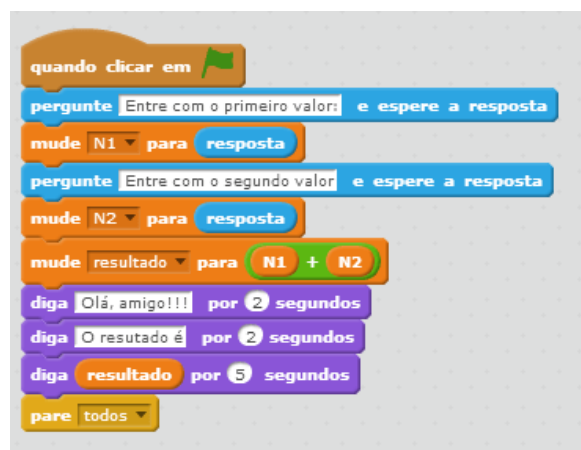 quando clicar em
pergunte Entre com o primeiro valor: e espere a resposta
mude N1 para resposta
pergunte Entre com o segundo valor e espere a resposta
mude N2 para resposta
mude resultado para N1 + N2
diga Olá, amigo!!! por 2 segundos
diga O resutado é por 2 segundos
diga resultado por 5 segundos
pare todos